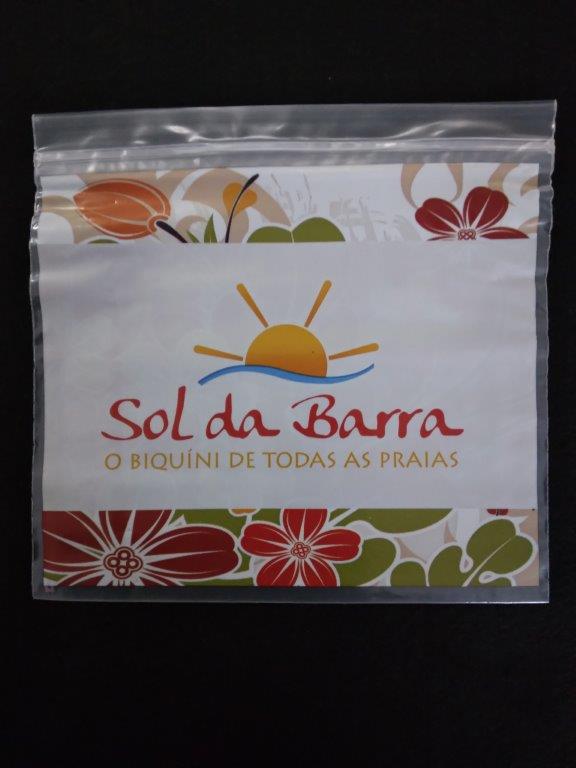 Sol da Barra
O BIQUÍNI DE TODAS AS PRAIAS